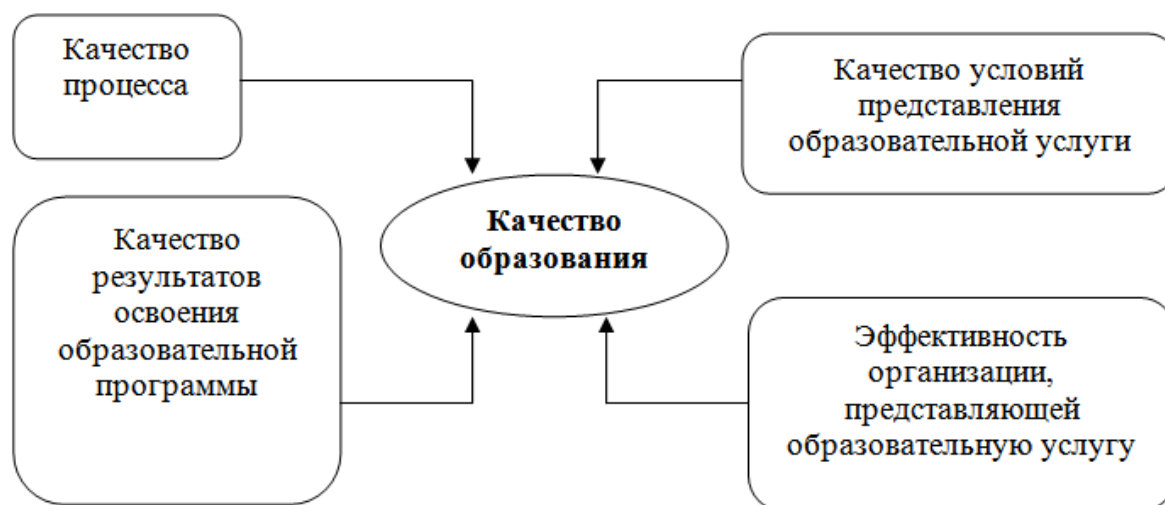 Качество
процесса
Качество условий
представления
образовательной услуги
Качество
образования
Качество
результатов
освоения
образовательной
программы
Эффективность
организации,
представляющей
образовательную услугу